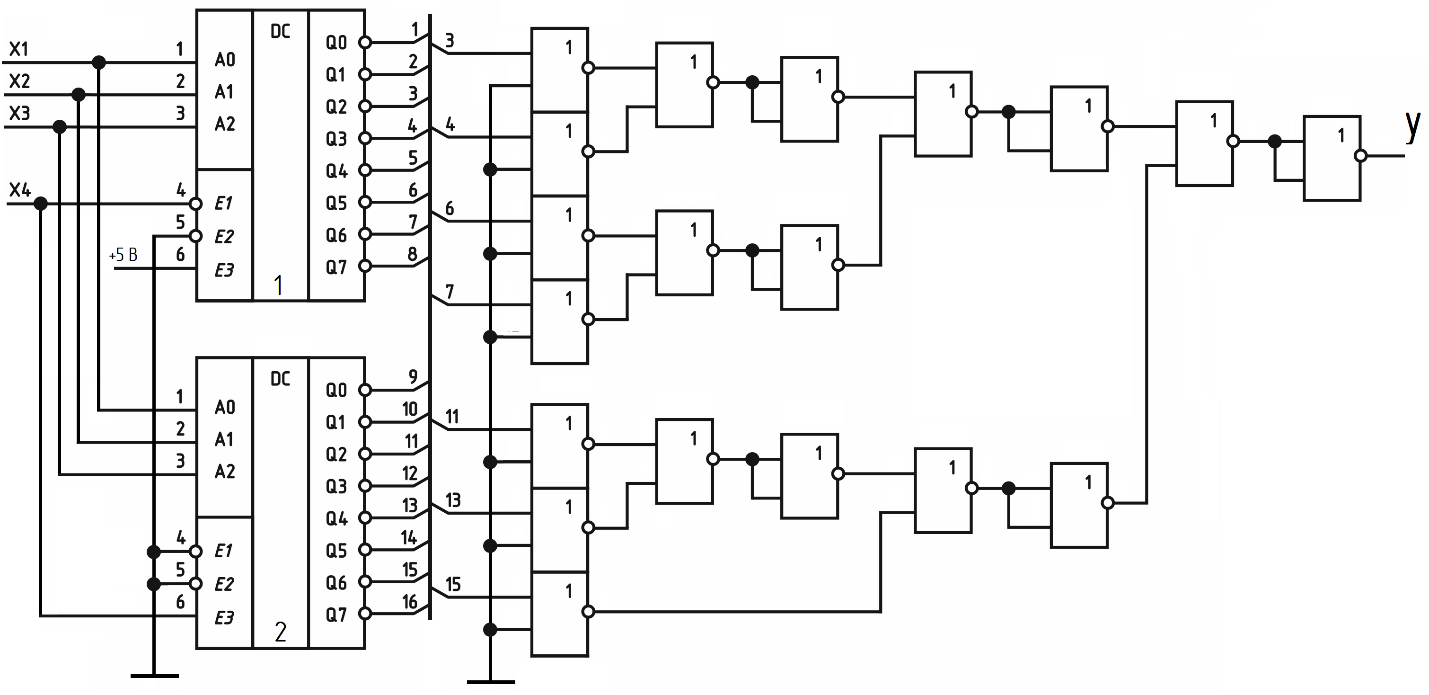 X1 1 A0 DC Q0 1 3
X2 2 A1 Q1 2
X3 3 A2 Q2 3
Q3 4 4
Q4 5
X4 4 E1 Q5 6 6
5 E2 Q6 7
+5 В 6 E3 1 Q7 8
7
1 1 1 1 1 1 1 y
1
1 1 1
1
DC Q0 9
1 A0 Q1 10 11
2 A1 Q2 11
3 A2 Q3 12
Q4 13 13
4 E1 Q5 14
5 E2 Q6 15 15
6 E3 2 Q7 16
1 1 1 1 1
1
1